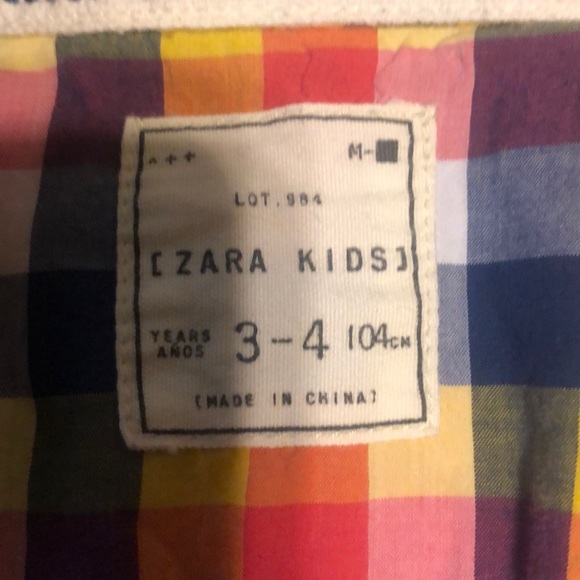 +++ M-■
LOT.984
[ZARA KIDS]
YEARS 3-4 104CM
AÑOS
[MADE IN CHINA]